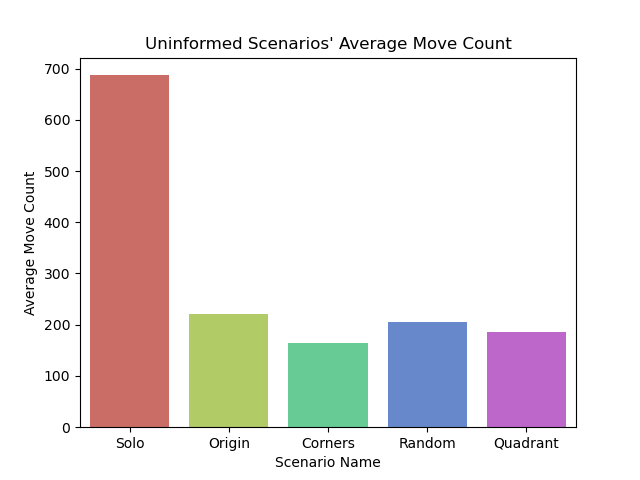 Uninformed Scenarios' Average Move Count
700
600
500
400
300
200
100
0
Average Move Count
Solo Origin Corners Random Quadrant
Scenario Name